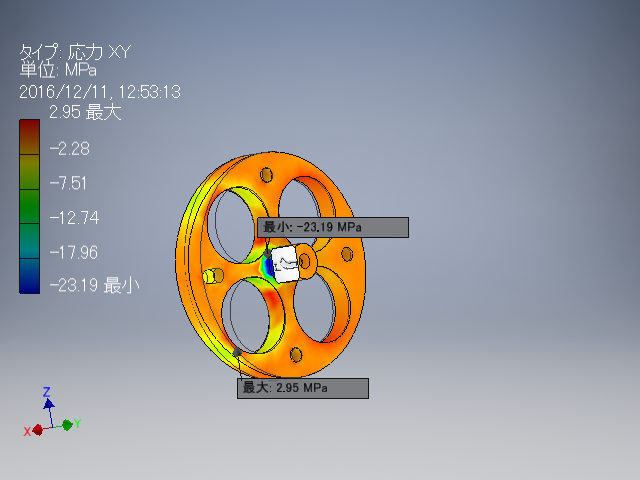 タイプ: 応力 XY
単位: MPa
2016/12/11, 12:53:13
2.95 最大
-2.28
-7.51
-12.74
-17.96
-23.19 最小
最小: -23.19 MPa
最大: 2.95 MPa
Z
X
Y